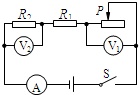 R₂ R₁ P
V₂ V₁
A S